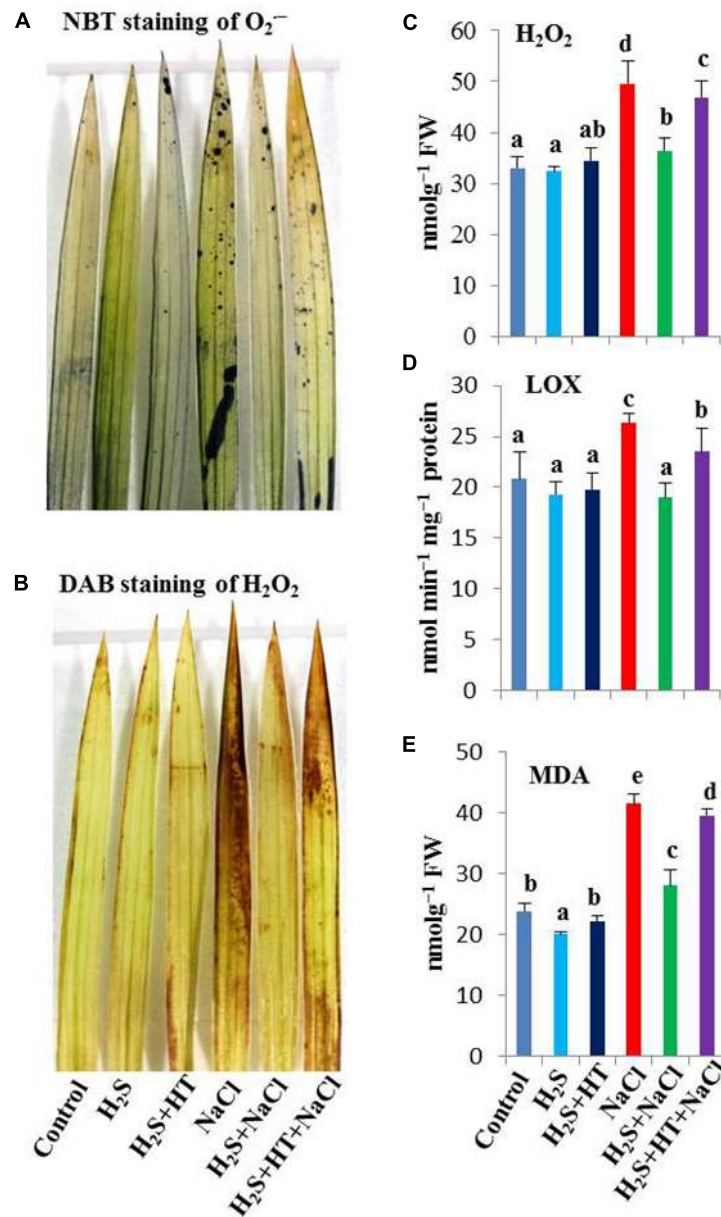 A
NBT staining of O₂·⁻
B
DAB staining of H₂O₂
Control
H₂S
H₂S+HT
NaCl
H₂S+NaCl
H₂S+HT+NaCl
C
H₂O₂
nmolg⁻¹ FW
60
50
40
30
20
10
0
a
a
ab
d
b
c
D
LOX
nmol min⁻¹ mg⁻¹ protein
30
25
20
15
10
5
0
a
a
a
c
a
b
E
MDA
nmolg⁻¹ FW
50
40
30
20
10
0
b
a
b
e
c
d
Control
H₂S
H₂S+HT
NaCl
H₂S+NaCl
H₂S+HT+NaCl